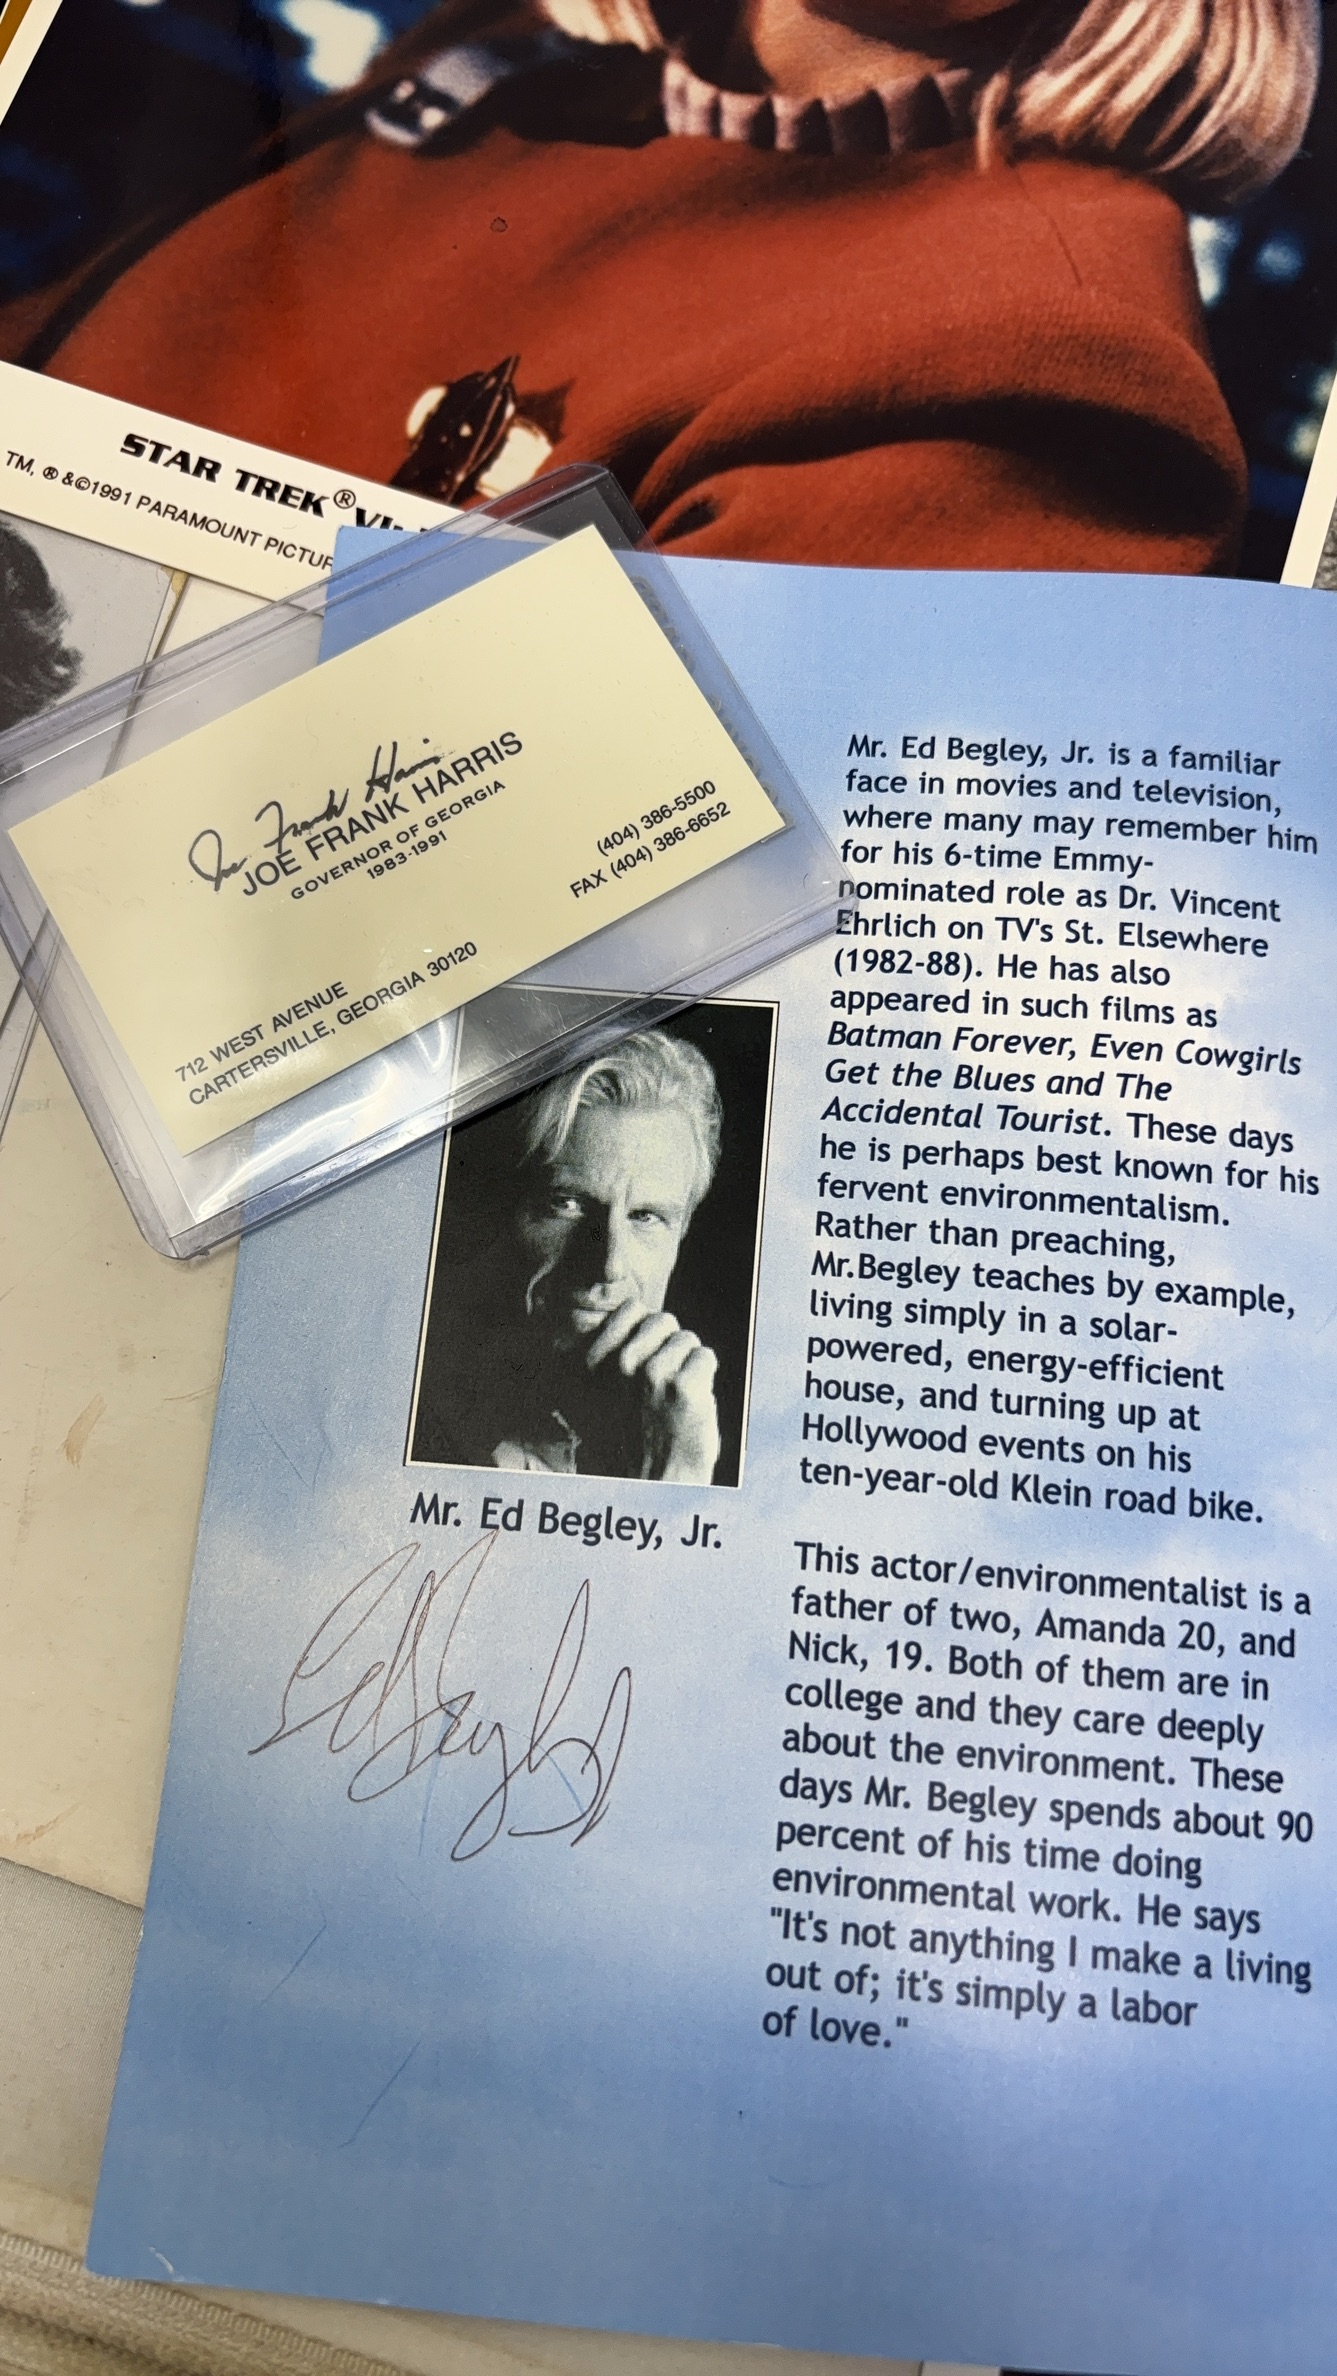 STAR TREK® VI:
TM, ® &©1991 PARAMOUNT PICTUR
Joe Frank Harris
JOE FRANK HARRIS
GOVERNOR OF GEORGIA
1983-1991
(404) 386-5500
FAX (404) 386-6652
712 WEST AVENUE
CARTERSVILLE, GEORGIA 30120
Mr. Ed Begley, Jr.
Ed Begley Jr
Mr. Ed Begley, Jr. is a familiar
face in movies and television,
where many may remember him
for his 6-time Emmy-
nominated role as Dr. Vincent
Ehrlich on TV's St. Elsewhere
(1982-88). He has also
appeared in such films as
Batman Forever, Even Cowgirls
Get the Blues and The
Accidental Tourist. These days
he is perhaps best known for his
fervent environmentalism.
Rather than preaching,
Mr.Begley teaches by example,
living simply in a solar-
powered, energy-efficient
house, and turning up at
Hollywood events on his
ten-year-old Klein road bike.
This actor/environmentalist is a
father of two, Amanda 20, and
Nick, 19. Both of them are in
college and they care deeply
about the environment. These
days Mr. Begley spends about 90
percent of his time doing
environmental work. He says
"It's not anything I make a living
out of; it's simply a labor
of love."